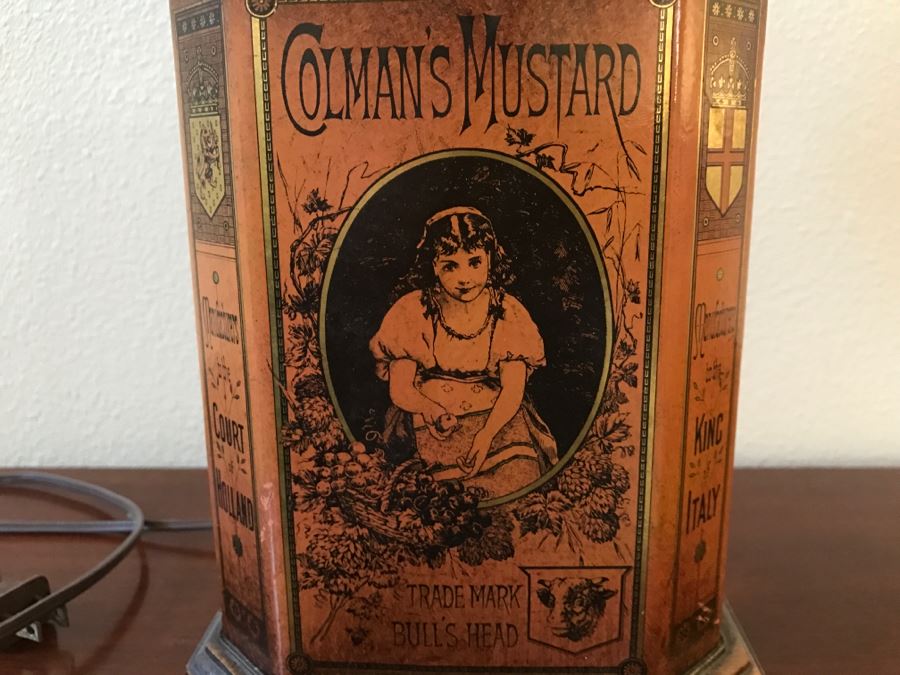 COLMAN'S MUSTARD
TRADE MARK
BULL'S HEAD
Manufacturers
to the
COURT
of
HOLLAND
Manufacturers
to the
KING
of
ITALY